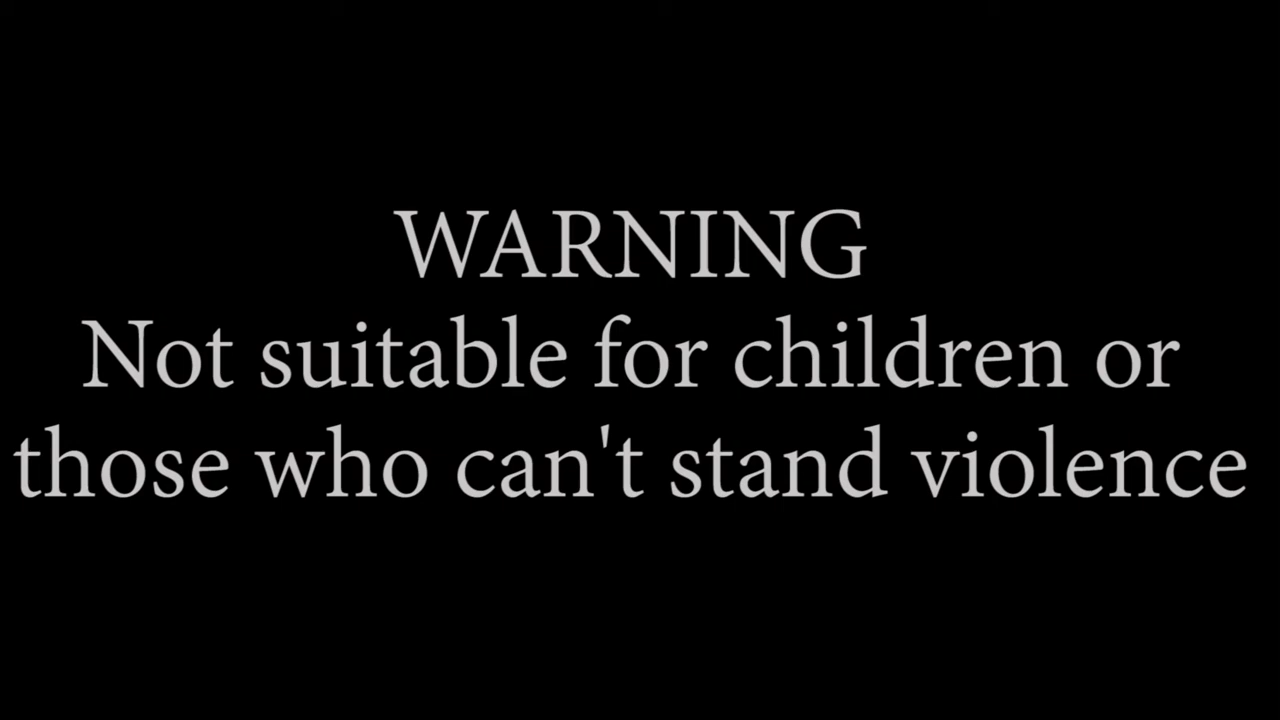 WARNING
Not suitable for children or
those who can't stand violence